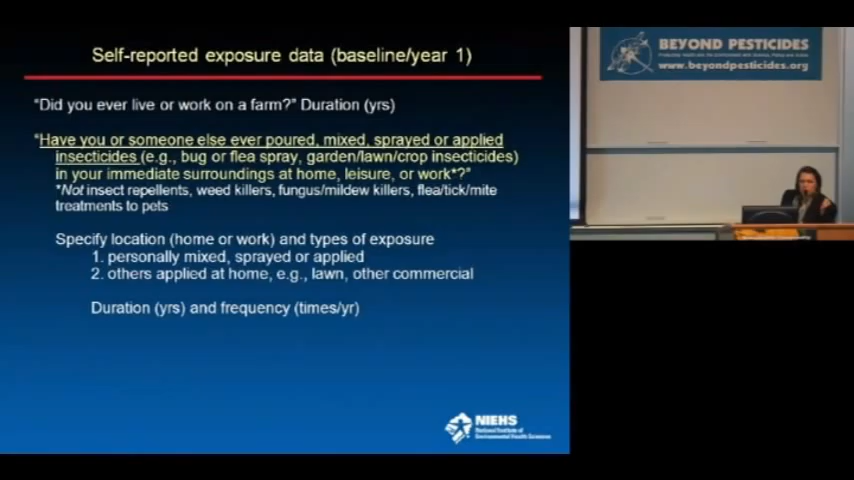 Self-reported exposure data (baseline/year 1)
"Did you ever live or work on a farm?" Duration (yrs)
"Have you or someone else ever poured, mixed, sprayed or applied
insecticides (e.g., bug or flea spray, garden/lawn/crop insecticides)
in your immediate surroundings at home, leisure, or work*?"
*Not insect repellents, weed killers, fungus/mildew killers, flea/tick/mite
treatments to pets
Specify location (home or work) and types of exposure
1. personally mixed, sprayed or applied
2. others applied at home, e.g., lawn, other commercial
Duration (yrs) and frequency (times/yr)
NIEHS
National Institute of
Environmental Health Sciences
BEYOND PESTICIDES
www.beyondpesticides.org